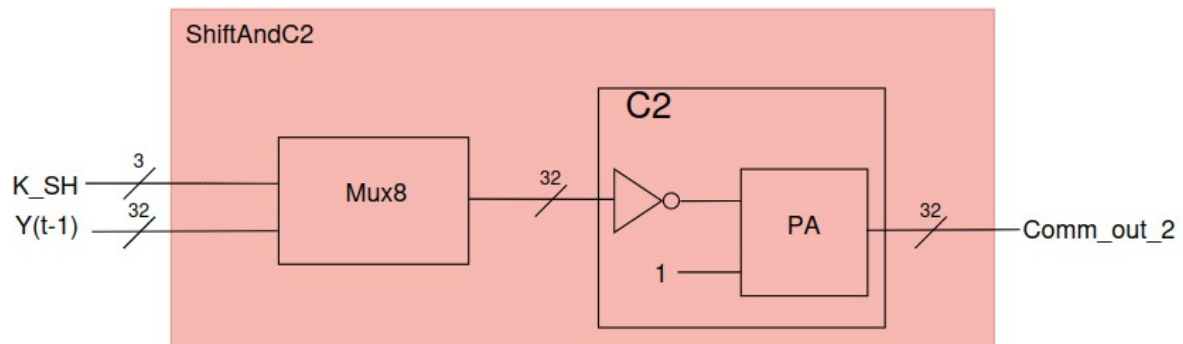 ShiftAndC2
C2
3
K_SH
32
Y(t-1)
Mux8
32
PA
1
32
Comm_out_2